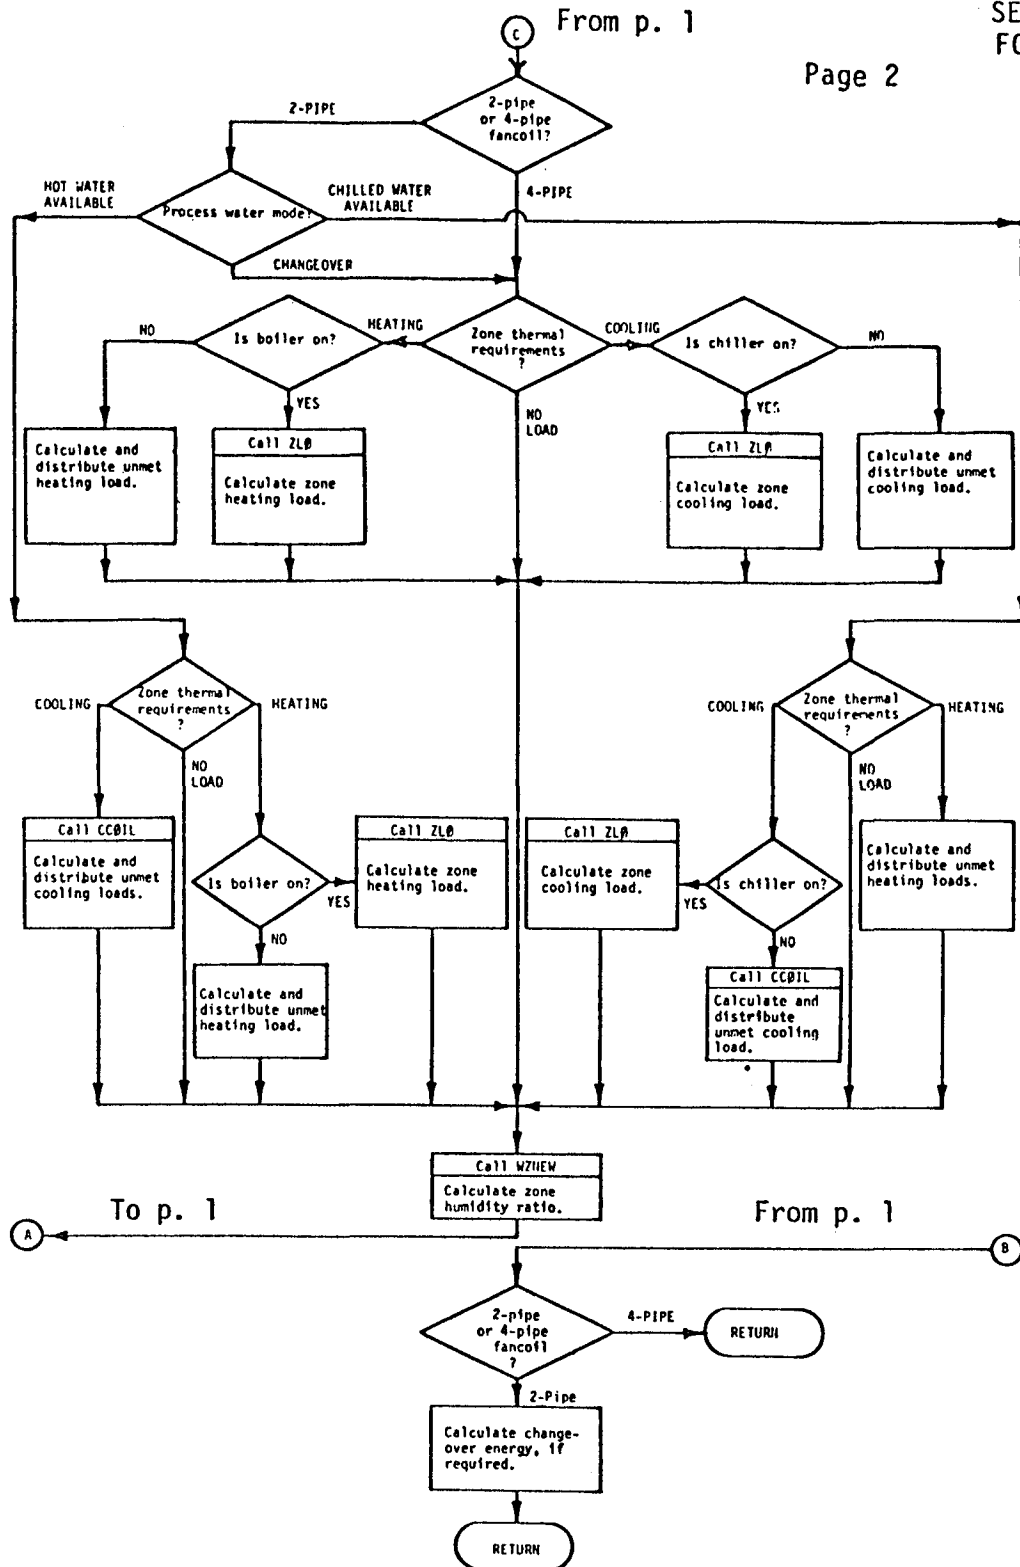 From p. 1
SE
FO
C
Page 2
2-pipe
or 4-pipe
fancoil?
2-PIPE
4-PIPE
HOT WATER
AVAILABLE
Process water mode?
CHILLED WATER
AVAILABLE
CHANGEOVER
NO
Is boiler on?
HEATING
Zone thermal
requirements
?
COOLING
Is chiller on?
NO
YES
NO
LOAD
YES
Calculate and
distribute unmet
heating load.
Call ZLØ
Calculate zone
heating load.
Call ZLØ
Calculate zone
cooling load.
Calculate and
distribute unmet
cooling load.
COOLING
Zone thermal
requirements
?
HEATING
NO
LOAD
COOLING
Zone thermal
requirements
?
HEATING
NO
LOAD
Call CCØIL
Calculate and
distribute unmet
cooling loads.
Is boiler on?
YES
NO
Call ZLØ
Calculate zone
heating load.
Calculate and
distribute unmet
heating load.
Call ZLØ
Calculate zone
cooling load.
YES
Is chiller on?
NO
Calculate and
distribute unmet
heating loads.
Call CCØIL
Calculate and
distribute
unmet cooling
load.
Call WZNEW
Calculate zone
humidity ratio.
To p. 1
A
From p. 1
B
2-pipe
or 4-pipe
fancoil
?
4-PIPE
RETURN
2-Pipe
Calculate change-
over energy, if
required.
RETURN